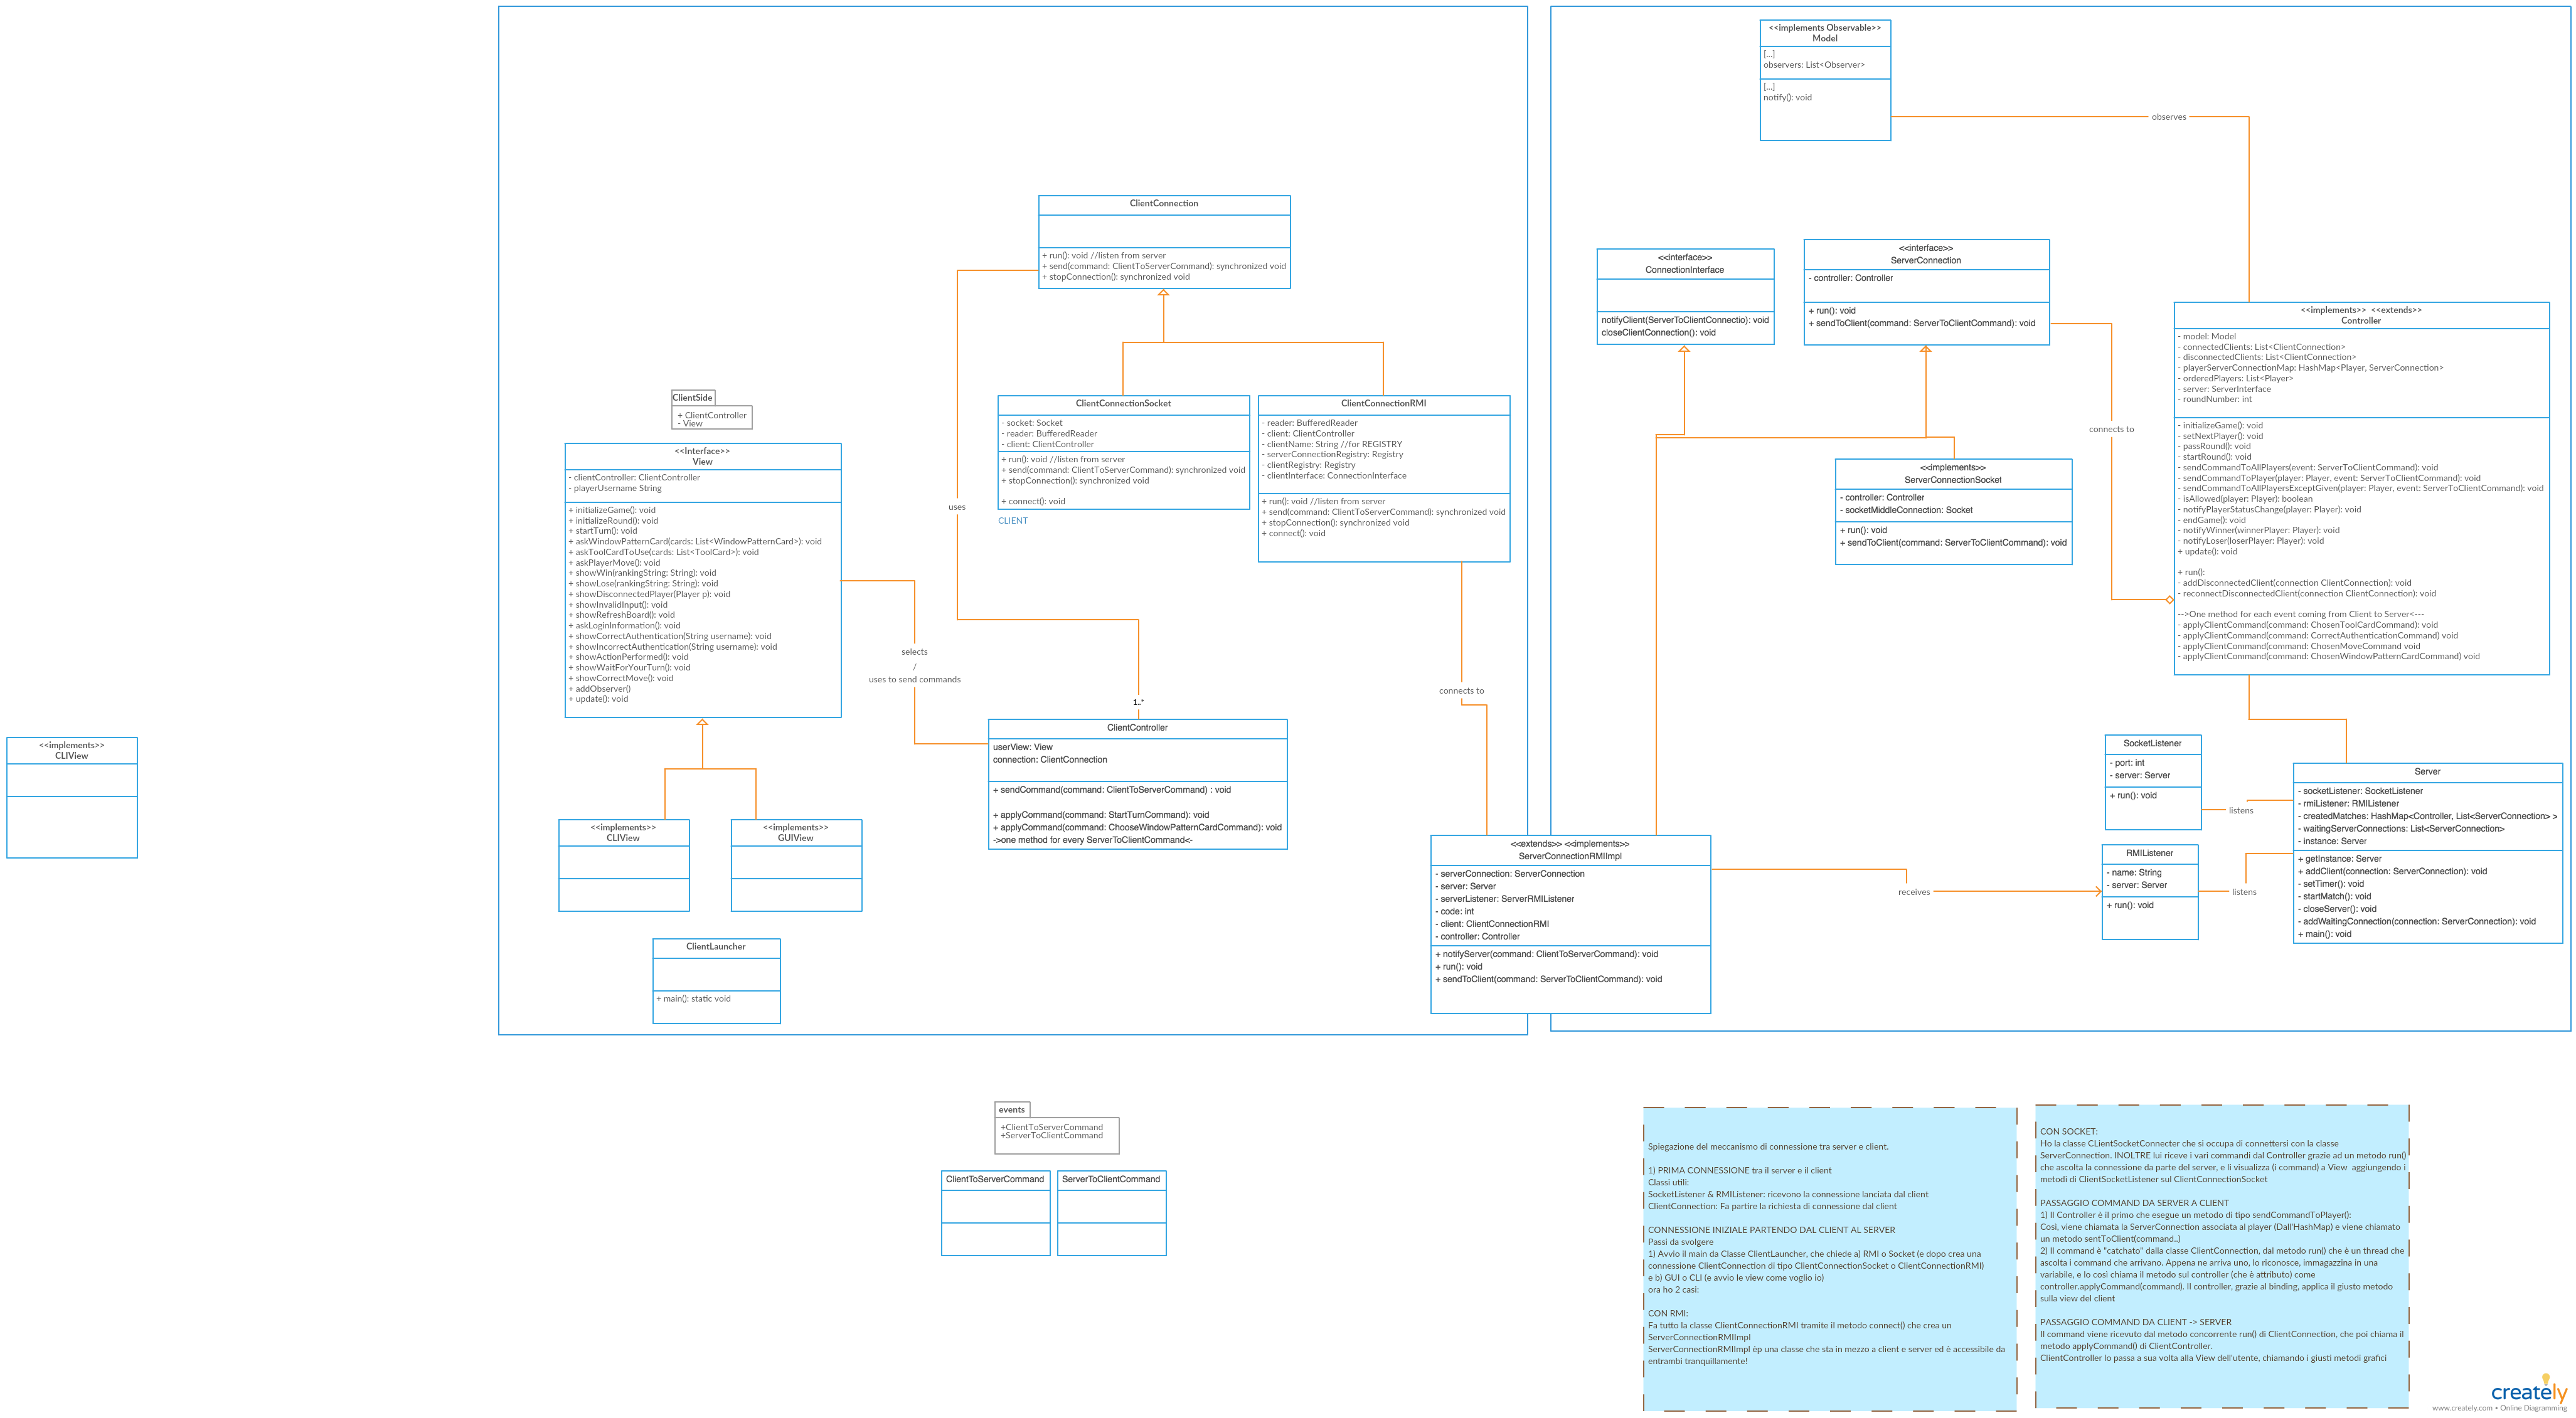 <<implements>>
CLIView
ClientSide
+ ClientController
- View
<<Interface>>
View
- clientController: ClientController
- playerUsername String
+ initializeGame(): void
+ initializeRound(): void
+ startTurn(): void
+ askWindowPatternCard(cards: List<WindowPatternCard>): void
+ askToolCardToUse(cards: List<ToolCard>): void
+ askPlayerMove(): void
+ showWin(rankingString: String): void
+ showLose(rankingString: String): void
+ showDisconnectedPlayer(Player p): void
+ showInvalidInput(): void
+ showRefreshBoard(): void
+ askLoginInformation(): void
+ showCorrectAuthentication(String username): void
+ showIncorrectAuthentication(String username): void
+ showActionPerformed(): void
+ showWaitForYourTurn(): void
+ showCorrectMove(): void
+ addObserver()
+ update(): void
<<implements>>
CLIView
<<implements>>
GUIView
ClientLauncher
+ main(): static void
selects
/
uses to send commands
uses
1..*
ClientConnection
+ run(): void //listen from server
+ send(command: ClientToServerCommand): synchronized void
+ stopConnection(): synchronized void
ClientConnectionSocket
- socket: Socket
- reader: BufferedReader
- client: ClientController
+ run(): void //listen from server
+ send(command: ClientToServerCommand): synchronized void
+ stopConnection(): synchronized void
+ connect(): void
CLIENT
ClientConnectionRMI
- reader: BufferedReader
- client: ClientController
- clientName: String //for REGISTRY
- serverConnectionRegistry: Registry
- clientRegistry: Registry
- clientInterface: ConnectionInterface
+ run(): void //listen from server
+ send(command: ClientToServerCommand): synchronized void
+ stopConnection(): synchronized void
+ connect(): void
connects to
ClientController
userView: View
connection: ClientConnection
+ sendCommand(command: ClientToServerCommand) : void
+ applyCommand(command: StartTurnCommand): void
+ applyCommand(command: ChooseWindowPatternCardCommand): void
->one method for every ServerToClientCommand<-
<<extends>> <<implements>>
ServerConnectionRMIImpl
- serverConnection: ServerConnection
- server: Server
- serverListener: ServerRMIListener
- code: int
- client: ClientConnectionRMI
- controller: Controller
+ notifyServer(command: ClientToServerCommand): void
+ run(): void
+ sendToClient(command: ServerToClientCommand): void
<<implements Observable>>
Model
[...]
observers: List<Observer>
[...]
notify(): void
observes
<<interface>>
ConnectionInterface
notifyClient(ServerToClientConnectio): void
closeClientConnection(): void
<<interface>>
ServerConnection
- controller: Controller
+ run(): void
+ sendToClient(command: ServerToClientCommand): void
<<implements>>
ServerConnectionSocket
- controller: Controller
- socketMiddleConnection: Socket
+ run(): void
+ sendToClient(command: ServerToClientCommand): void
connects to
<<implements>> <<extends>>
Controller
- model: Model
- connectedClients: List<ClientConnection>
- disconnectedClients: List<ClientConnection>
- playerServerConnectionMap: HashMap<Player, ServerConnection>
- orderedPlayers: List<Player>
- server: ServerInterface
- roundNumber: int
- initializeGame(): void
- setNextPlayer(): void
- passRound(): void
- startRound(): void
- sendCommandToAllPlayers(event: ServerToClientCommand): void
- sendCommandToPlayer(player: Player, event: ServerToClientCommand): void
- sendCommandToAllPlayersExceptGiven(player: Player, event: ServerToClientCommand): void
- isAllowed(player: Player): boolean
- notifyPlayerStatusChange(player: Player): void
- endGame(): void
- notifyWinner(winnerPlayer: Player): void
- notifyLoser(loserPlayer: Player): void
+ update(): void
+ run():
- addDisconnectedClient(connection ClientConnection): void
- reconnectDisconnectedClient(connection ClientConnection): void
-->One method for each event coming from Client to Server<---
- applyClientCommand(command: ChosenToolCardCommand): void
- applyClientCommand(command: CorrectAuthenticationCommand) void
- applyClientCommand(command: ChosenMoveCommand void
- applyClientCommand(command: ChosenWindowPatternCardCommand) void
SocketListener
- port: int
- server: Server
+ run(): void
listens
RMIListener
- name: String
- server: Server
+ run(): void
listens
receives
Server
- socketListener: SocketListener
- rmiListener: RMIListener
- createdMatches: HashMap<Controller, List<ServerConnection> >
- waitingServerConnections: List<ServerConnection>
- instance: Server
+ getInstance: Server
+ addClient(connection: ServerConnection): void
- setTimer(): void
- startMatch(): void
- closeServer(): void
- addWaitingConnection(connection: ServerConnection): void
+ main(): void
events
+ClientToServerCommand
+ServerToClientCommand
ClientToServerCommand
ServerToClientCommand
Spiegazione del meccanismo di connessione tra server e client.
1) PRIMA CONNESSIONE tra il server e il client
Classi utili:
SocketListener & RMIListener: ricevono la connessione lanciata dal client
ClientConnection: Fa partire la richiesta di connessione dal client
CONNESSIONE INIZIALE PARTENDO DAL CLIENT AL SERVER
Passi da svolgere
1) Avvio il main da Classe ClientLauncher, che chiede a) RMI o Socket (e dopo crea una
connessione ClientConnection di tipo ClientConnectionSocket o ClientConnectionRMI)
e b) GUI o CLI (e avvio le view come voglio io)
ora ho 2 casi:
CON RMI:
Fa tutto la classe ClientConnectionRMI tramite il metodo connect() che crea un
ServerConnectionRMIImpl
ServerConnectionRMIImpl èp una classe che sta in mezzo a client e server ed è accessibile da
entrambi tranquillamente!
CON SOCKET:
Ho la classe CLientSocketConnecter che si occupa di connettersi con la classe
ServerConnection. INOLTRE lui riceve i vari commandi dal Controller grazie ad un metodo run()
che ascolta la connessione da parte del server, e li visualizza (i command) a View aggiungendo i
metodi di ClientSocketListener sul ClientConnectionSocket
PASSAGGIO COMMAND DA SERVER A CLIENT
1) Il Controller è il primo che esegue un metodo di tipo sendCommandToPlayer():
Così, viene chiamata la ServerConnection associata al player (Dall'HashMap) e viene chiamato
un metodo sentToClient(command..)
2) Il command è "catchato" dalla classe ClientConnection, dal metodo run() che è un thread che
ascolta i command che arrivano. Appena ne arriva uno, lo riconosce, immagazzina in una
variabile, e lo così chiama il metodo sul controller (che è attributo) come
controller.applyCommand(command). Il controller, grazie al binding, applica il giusto metodo
sulla view del client
PASSAGGIO COMMAND DA CLIENT -> SERVER
Il command viene ricevuto dal metodo concorrente run() di ClientConnection, che poi chiama il
metodo applyCommand() di ClientController.
ClientController lo passa a sua volta alla View dell'utente, chiamando i giusti metodi grafici
creately
www.creately.com • Online Diagramming